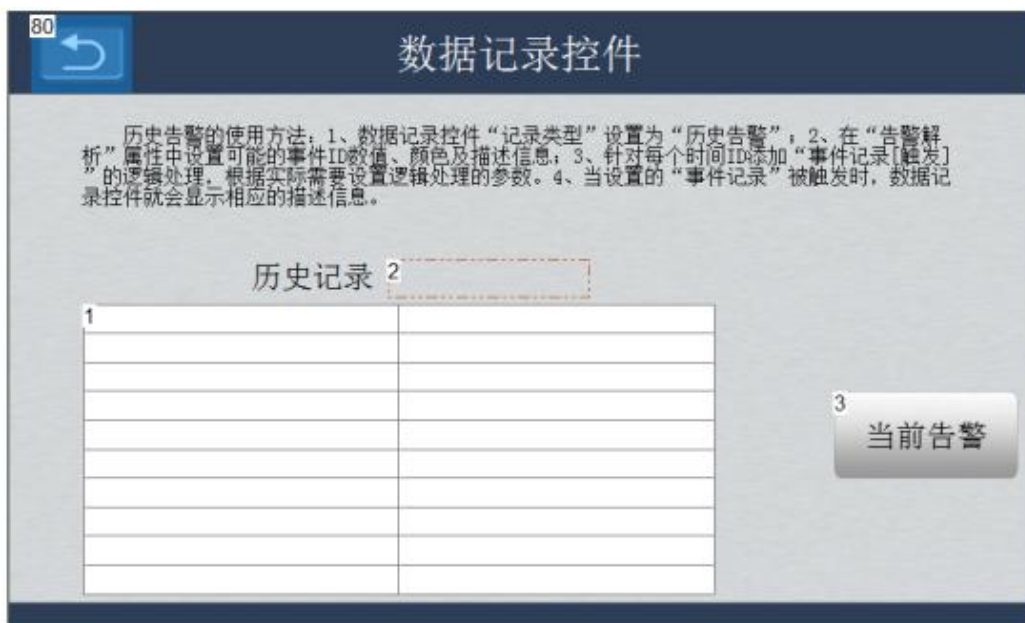 80
数据记录控件
历史告警的使用方法：1、数据记录控件“记录类型”设置为“历史告警”；2、在“告警解
析”属性中设置可能的事件ID数值、颜色及描述信息；3、针对每个时间ID添加“事件记录[触发]
”的逻辑处理，根据实际需要设置逻辑处理的参数。4、当设置的“事件记录”被触发时，数据记
录控件就会显示相应的描述信息。
历史记录 2
1
3
当前告警